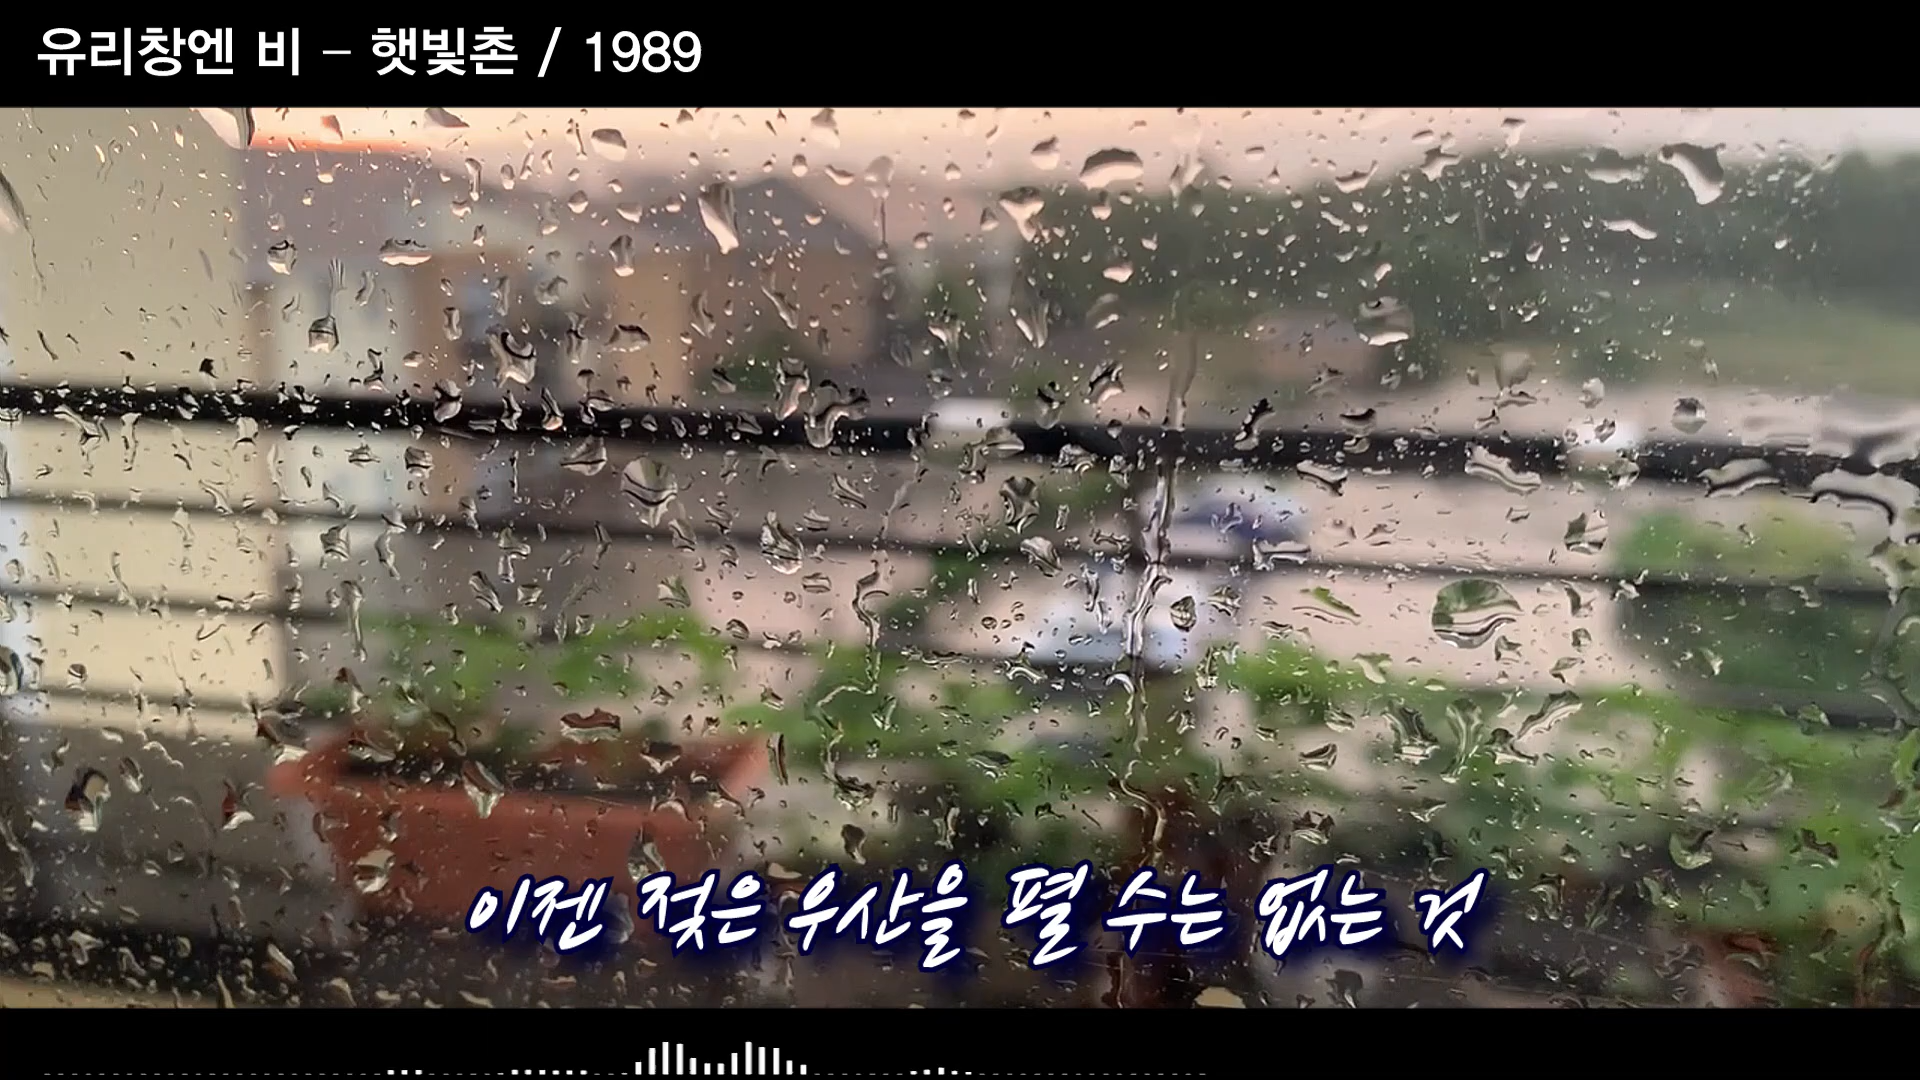 유리창엔 비 - 햇빛촌 / 1989
이젠 젖은 우산을 펼 수는 없는 것